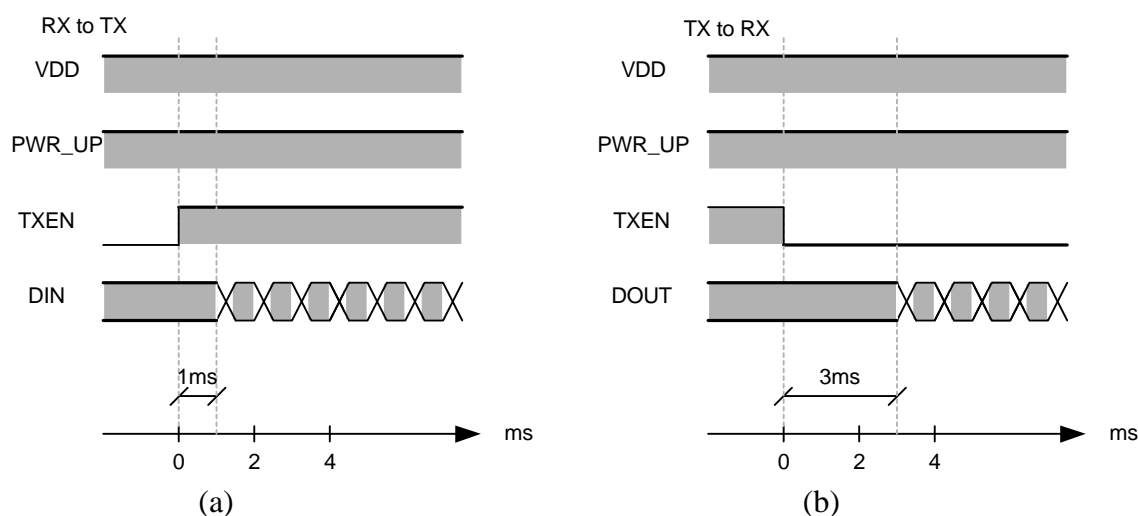 RX to TX
VDD
PWR_UP
TXEN
DIN
1ms
ms
0 2 4
(a)
TX to RX
VDD
PWR_UP
TXEN
DOUT
3ms
ms
0 2 4
(b)